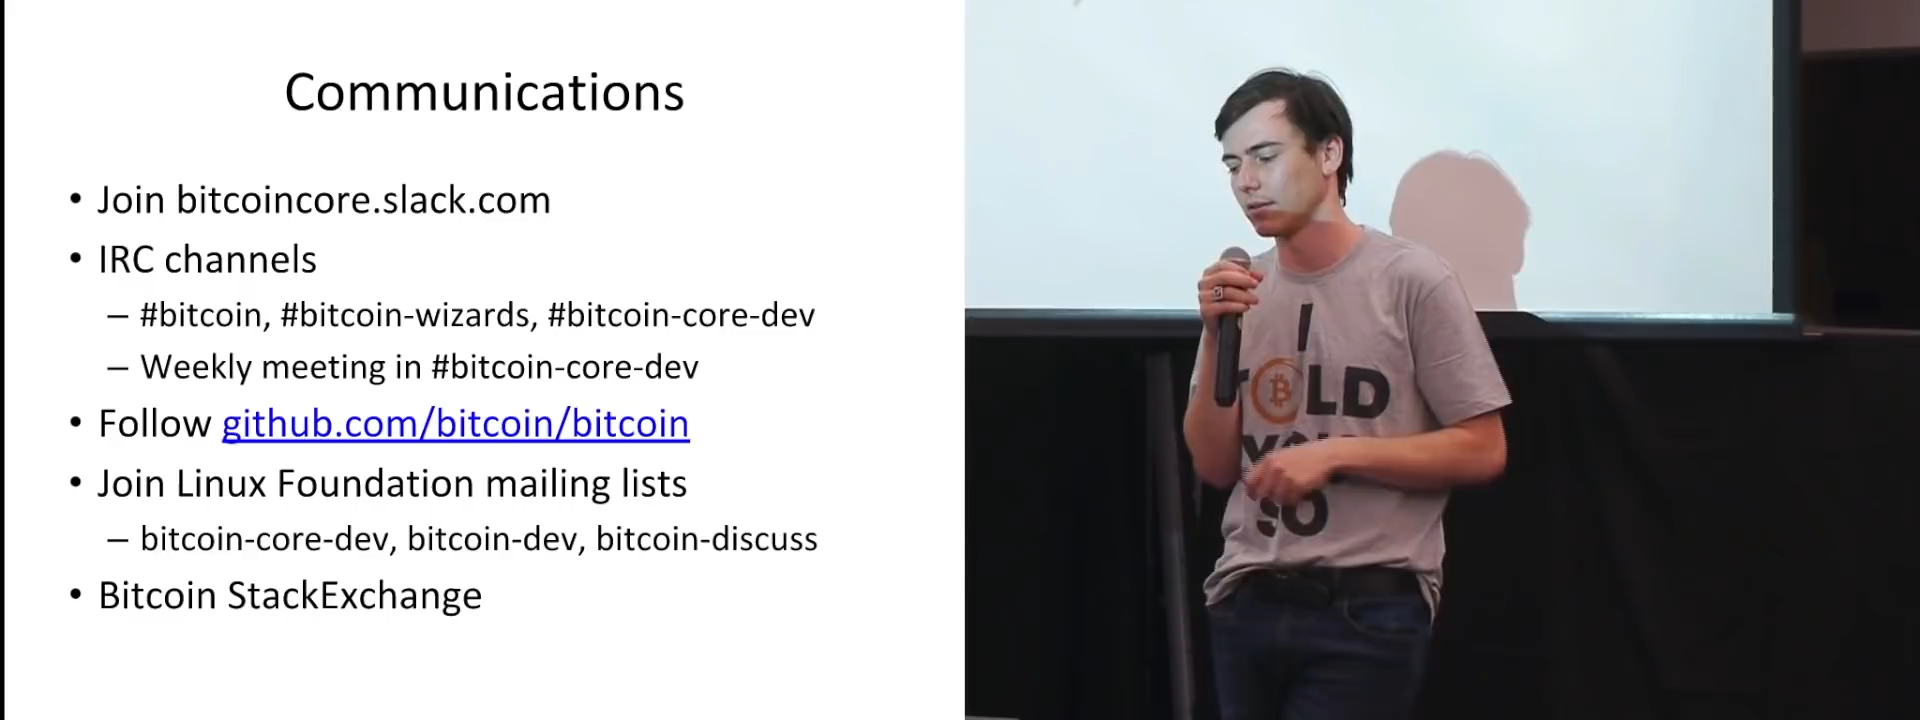 Communications
• Join bitcoincore.slack.com
• IRC channels
– #bitcoin, #bitcoin-wizards, #bitcoin-core-dev
– Weekly meeting in #bitcoin-core-dev
• Follow github.com/bitcoin/bitcoin
• Join Linux Foundation mailing lists
– bitcoin-core-dev, bitcoin-dev, bitcoin-discuss
• Bitcoin StackExchange
I
T₿LD
SO